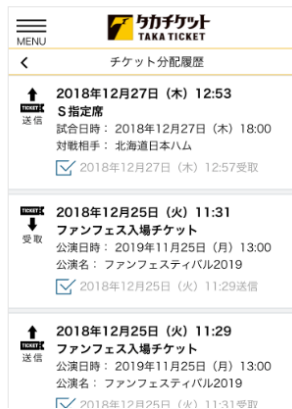 MENU
タカチケット
TAKA TICKET
チケット分配履歴
TICKET
送信
2018年12月27日（木）12:53
S指定席
試合日時： 2018年12月27日（木）18:00
対戦相手： 北海道日本ハム
2018年12月27日（木）12:57受取
TICKET
受取
2018年12月25日（火）11:31
ファンフェス入場チケット
公演日時： 2019年11月25日（月）13:00
公演名： ファンフェスティバル2019
2018年12月25日（火）11:29送信
TICKET
送信
2018年12月25日（火）11:29
ファンフェス入場チケット
公演日時： 2019年11月25日（月）13:00
公演名： ファンフェスティバル2019
2018年12月25日（火）11:31受取